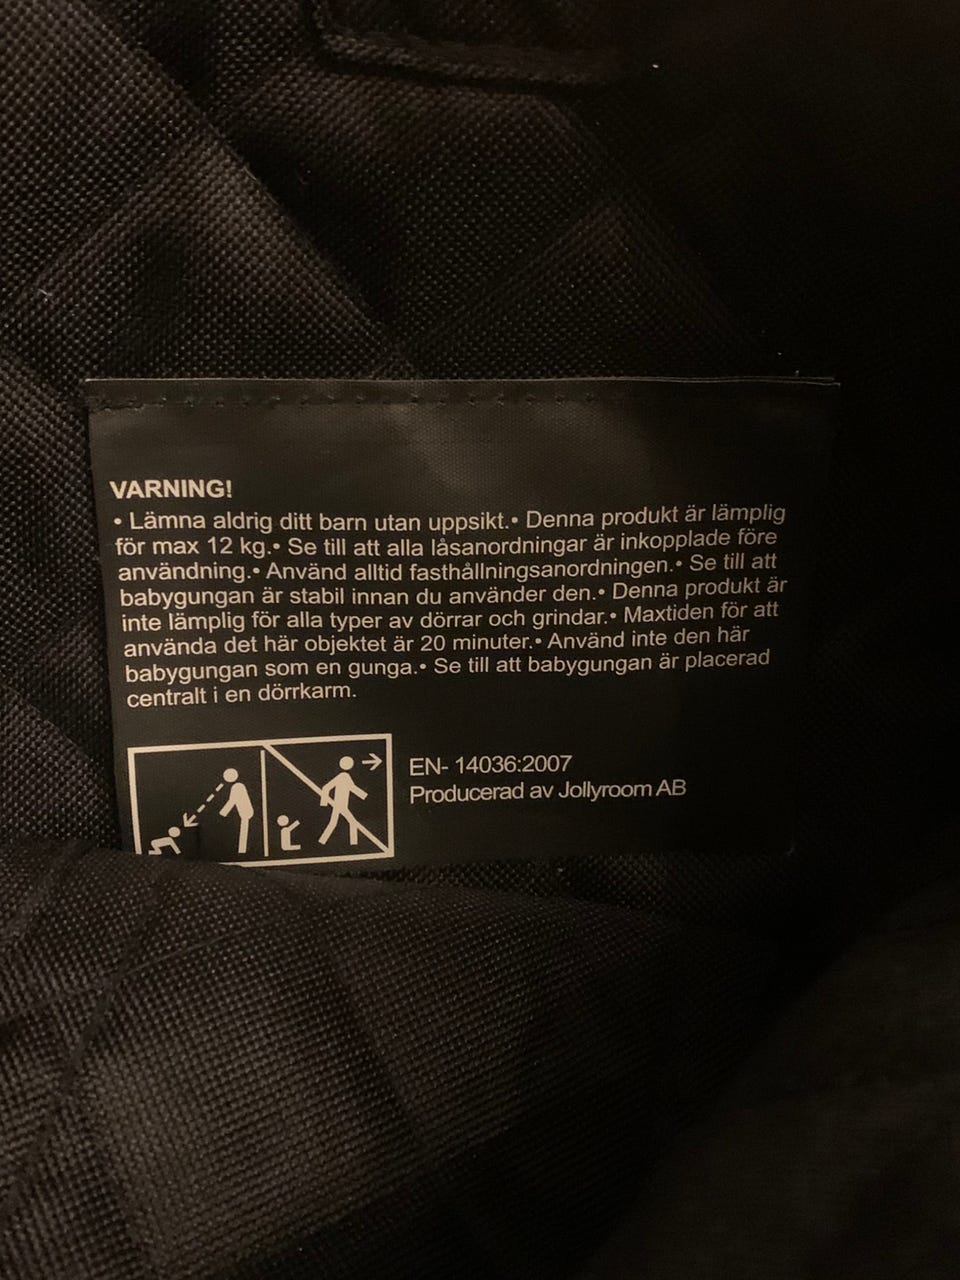 VARNING!
• Lämna aldrig ditt barn utan uppsikt.• Denna produkt är lämplig
för max 12 kg.• Se till att alla låsanordningar är inkopplade före
användning.• Använd alltid fasthållningsanordningen.• Se till att
babygungan är stabil innan du använder den.• Denna produkt är
inte lämplig för alla typer av dörrar och grindar.• Maxtiden för att
använda det här objektet är 20 minuter.• Använd inte den här
babygungan som en gunga.• Se till att babygungan är placerad
centralt i en dörrkarm.
EN- 14036:2007
Producerad av Jollyroom AB